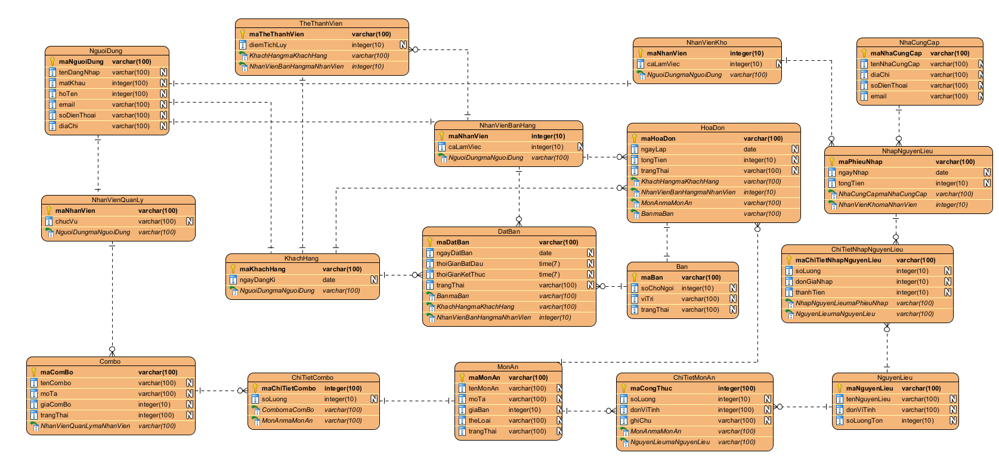 TheThanhVien
maTheThanhVien varchar(100)
diemTichLuy integer(10) N
KhachHangmaKhachHang varchar(100)
NhanVienBanHangmaNhanVien integer(10)
NguoiDung
maNguoiDung varchar(100)
tenDangNhap varchar(100) N
matKhau integer(100) N
hoTen integer(100) N
email varchar(100) N
soDienThoai varchar(100) N
diaChi varchar(100) N
NhanVienKho
maNhanVien integer(10)
caLamViec integer(10) N
NguoiDungmaNguoiDung varchar(100)
NhaCungCap
maNhaCungCap varchar(100)
tenNhaCungCap varchar(100) N
diaChi varchar(100) N
soDienThoai varchar(100) N
email varchar(100) N
NhanVienBanHang
maNhanVien integer(10)
caLamViec integer(10) N
NguoiDungmaNguoiDung varchar(100)
HoaDon
maHoaDon varchar(100)
ngayLap date N
tongTien integer(10) N
trangThai varchar(100) N
KhachHangmaKhachHang varchar(100)
NhanVienBanHangmaNhanVien integer(10)
MonAnmaMonAn varchar(100)
BanmaBan varchar(100)
NhapNguyenLieu
maPhieuNhap varchar(100)
ngayNhap date N
tongTien integer(10) N
NhaCungCapmaNhaCungCap varchar(100)
NhanVienKhomaNhanVien integer(10)
NhanVienQuanLy
maNhanVien varchar(100)
chucVu varchar(100) N
NguoiDungmaNguoiDung varchar(100)
KhachHang
maKhachHang varchar(100)
ngayDangKi date N
NguoiDungmaNguoiDung varchar(100)
DatBan
maDatBan varchar(100)
ngayDatBan date N
thoiGianBatDau time(7) N
thoiGianKetThuc time(7) N
trangThai varchar(100) N
BanmaBan varchar(100)
KhachHangmaKhachHang varchar(100)
NhanVienBanHangmaNhanVien integer(10)
Ban
maBan varchar(100)
soChoNgoi integer(10) N
viTri varchar(100) N
trangThai varchar(100) N
ChiTietNhapNguyenLieu
maChiTietNhapNguyenLieu varchar(100)
soLuong integer(10) N
donGiaNhap integer(10) N
thanhTien integer(10) N
NhapNguyenLieumaPhieuNhap varchar(100)
NguyenLieumaNguyenLieu varchar(100)
Combo
maComBo varchar(100)
tenCombo varchar(100) N
moTa varchar(100) N
giaComBo integer(10) N
trangThai varchar(100) N
NhanVienQuanLymaNhanVien varchar(100)
ChiTietCombo
maChiTietCombo integer(100)
soLuong integer(10) N
CombomaComBo varchar(100)
MonAnmaMonAn varchar(100)
MonAn
maMonAn varchar(100)
tenMonAn varchar(100) N
moTa varchar(100) N
giaBan integer(10) N
theLoai varchar(100) N
trangThai varchar(100) N
ChiTietMonAn
maCongThuc integer(100)
soLuong integer(10) N
donViTinh integer(100) N
ghiChu varchar(100) N
MonAnmaMonAn varchar(100)
NguyenLieumaNguyenLieu varchar(100)
NguyenLieu
maNguyenLieu varchar(100)
tenNguyenLieu varchar(100) N
donViTinh varchar(100) N
soLuongTon integer(10) N